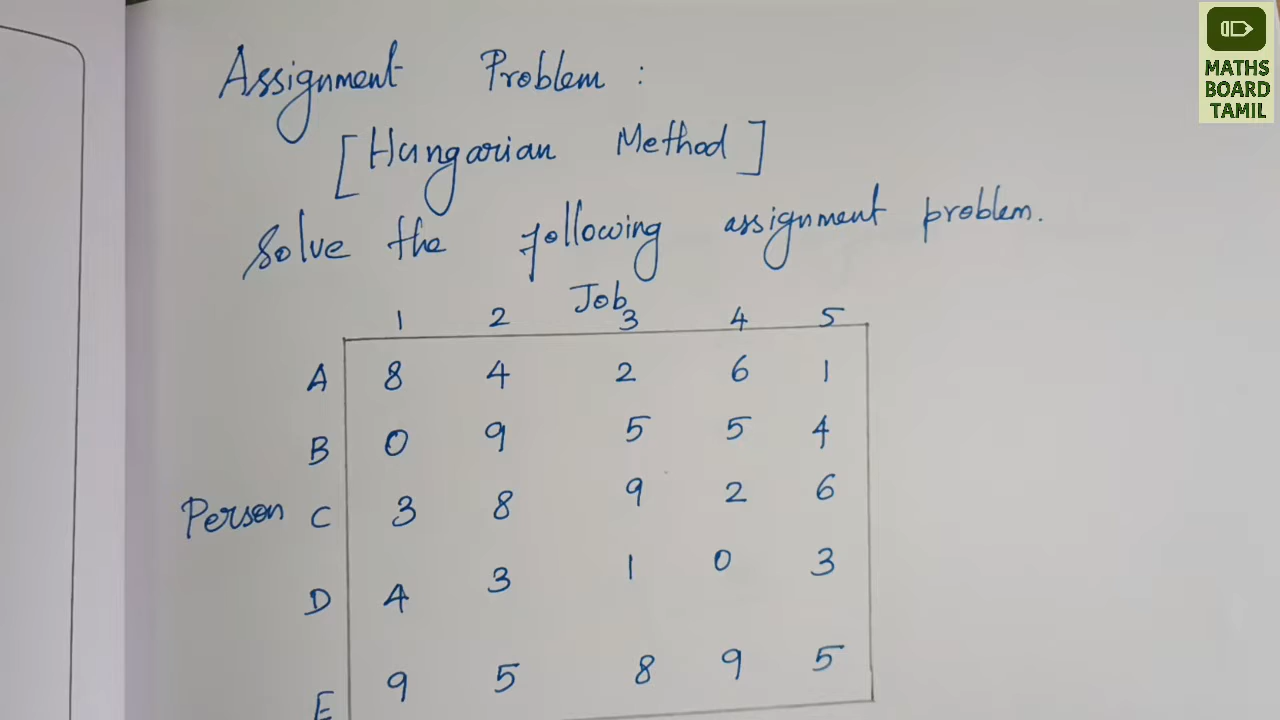 MATHS
BOARD
TAMIL
Assignment Problem :
[Hungarian Method]
Solve the following assignment problem.
Job
1 2 3 4 5
A 8 4 2 6 1
B 0 9 5 5 4
Person C 3 8 9 2 6
D 4 3 1 0 3
E 9 5 8 9 5